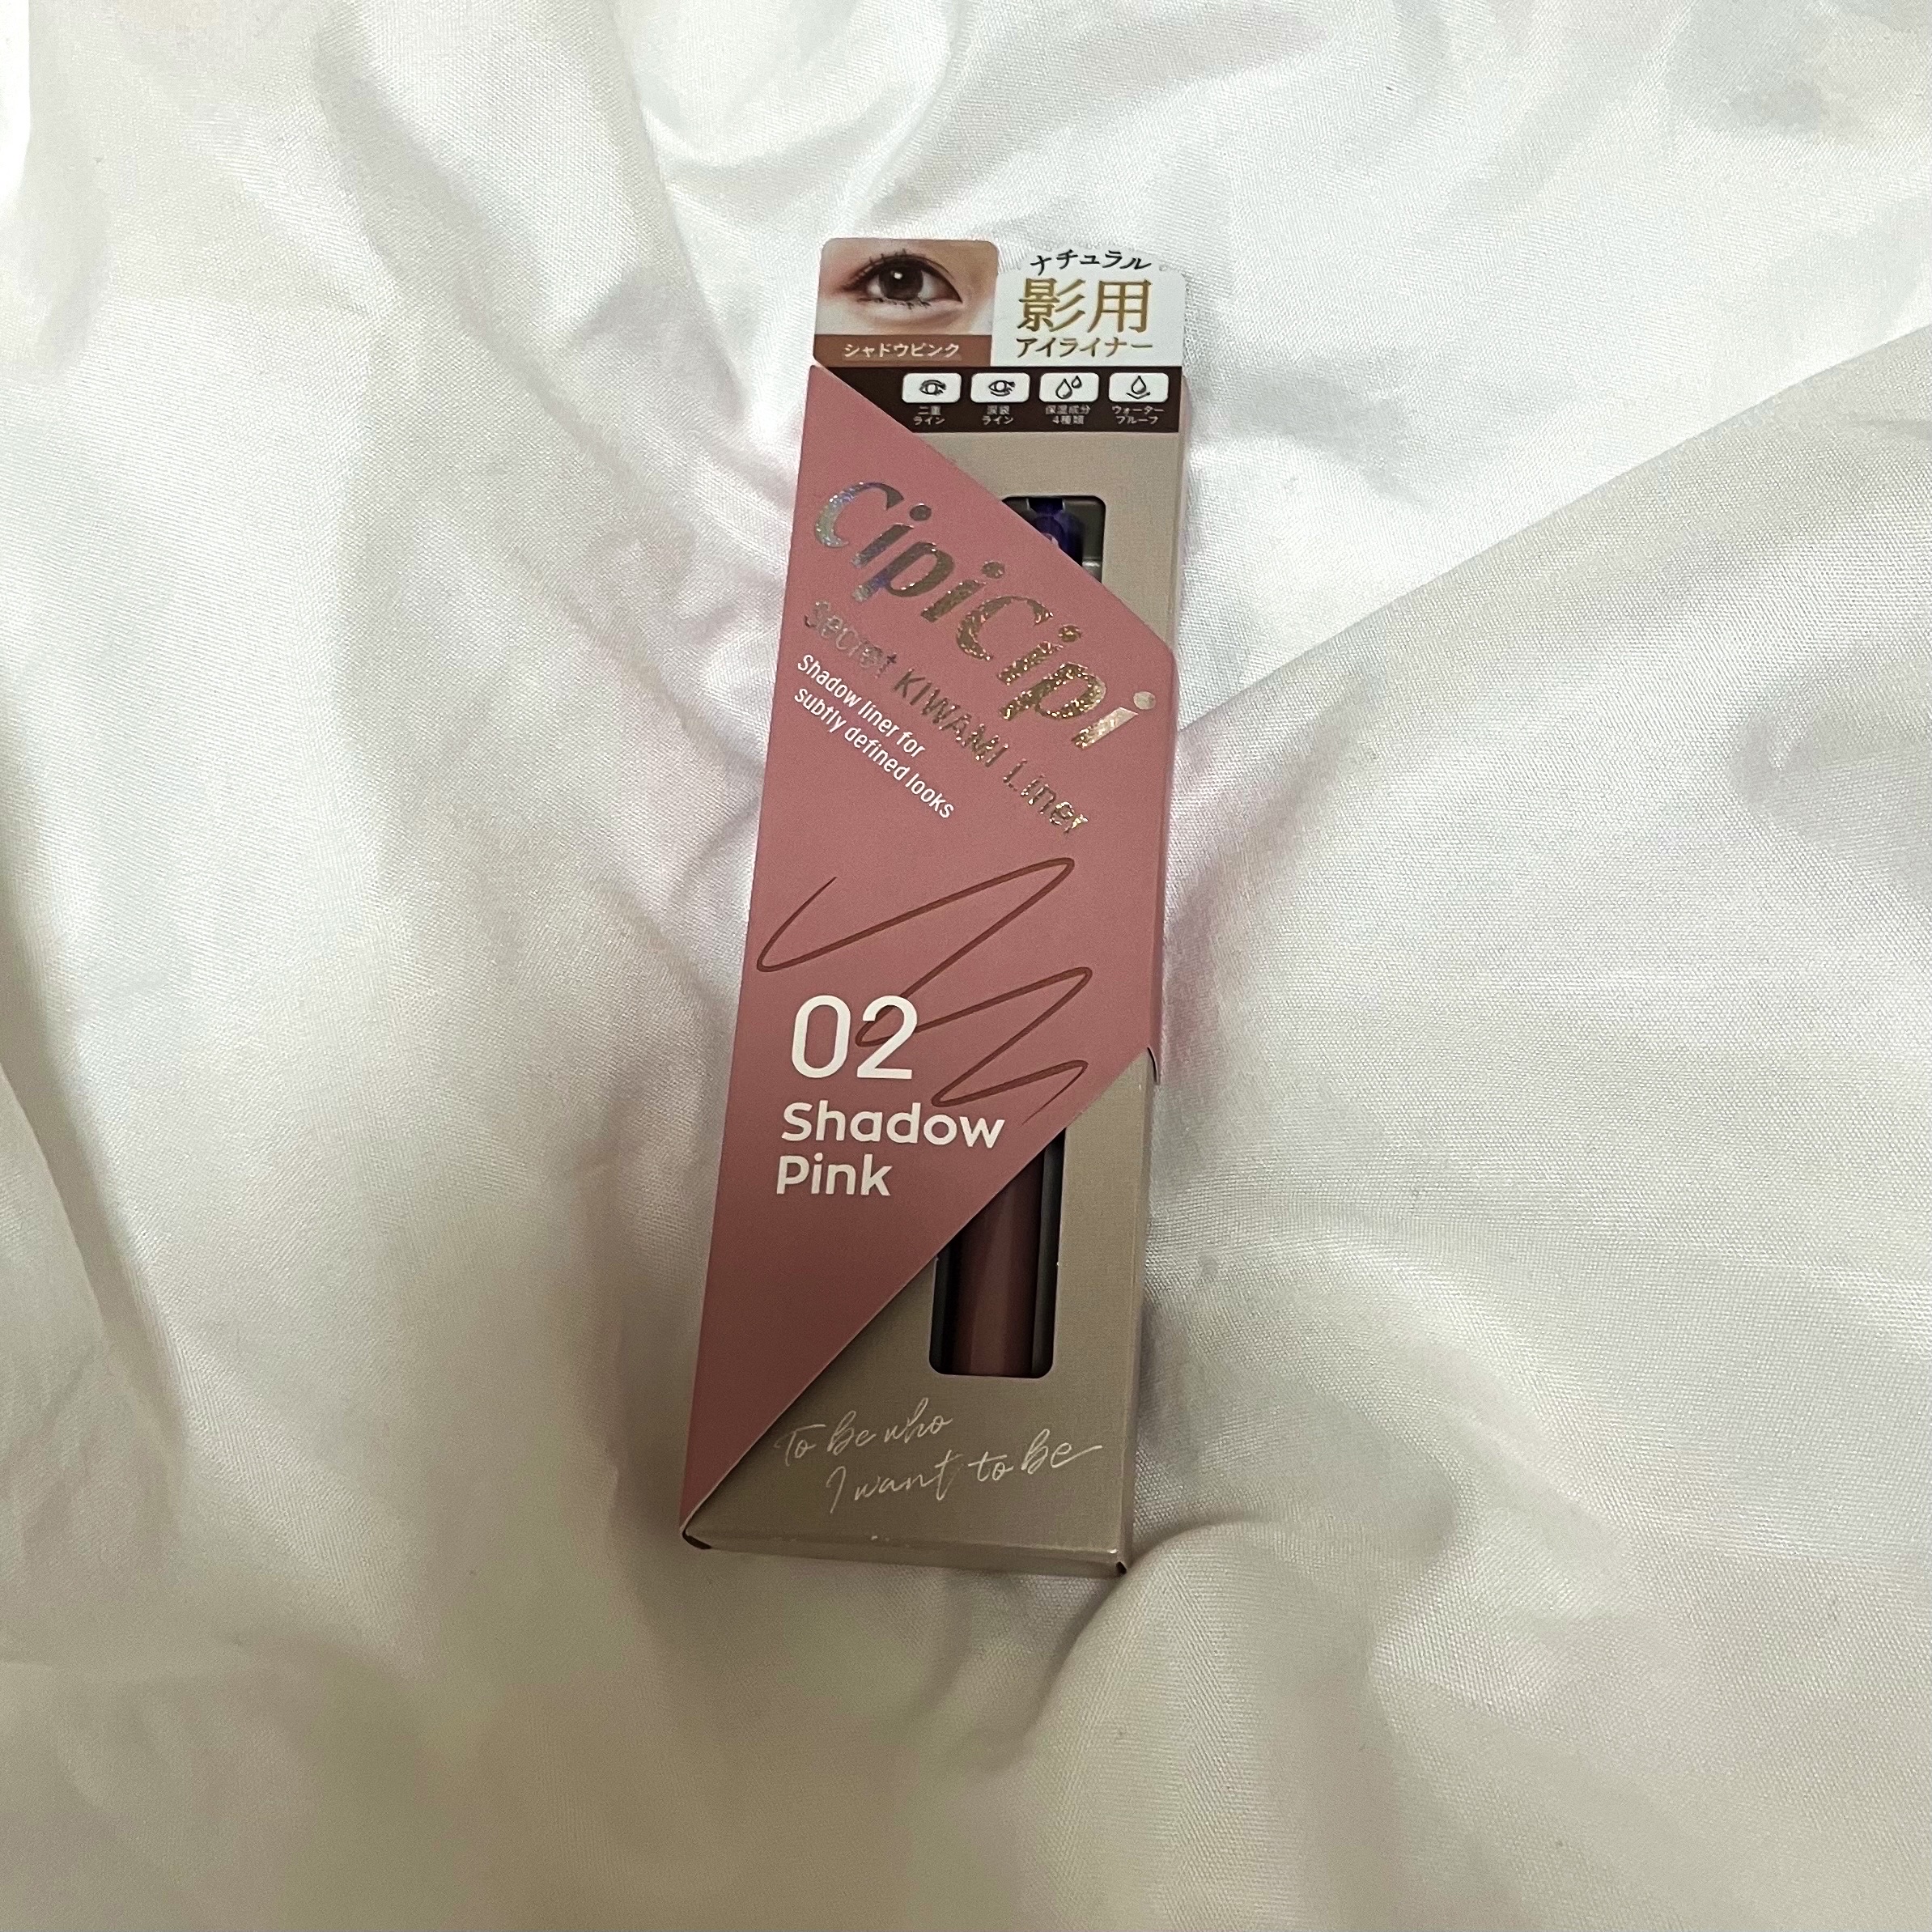 ナチュラル
影用
アイライナー
シャドウピンク
二重
ライン
涙袋
ライン
保湿成分
4種類
ウォーター
プルーフ
CipiCipi
Secret KIWAMI Liner
Shadow liner for
subtly defined looks
02
Shadow
Pink
To be who
I want to be